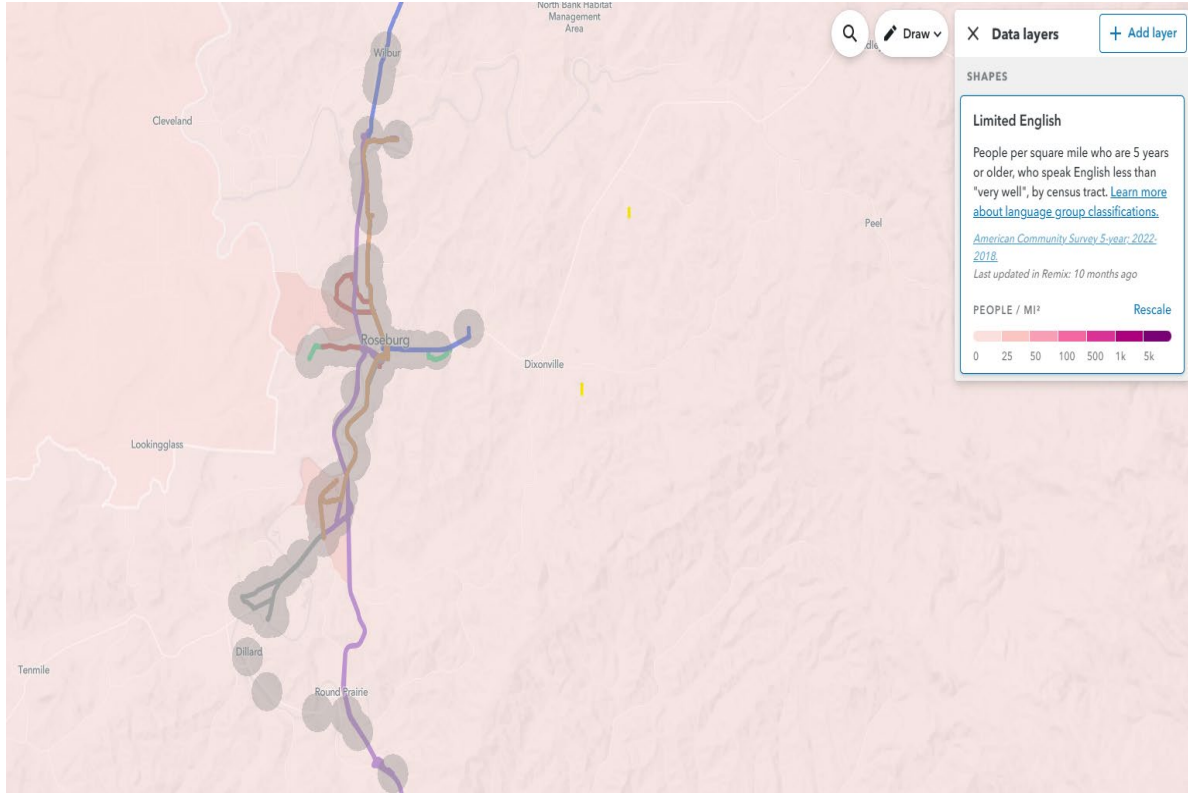 North Bank Habitat
Management
Area
Wilbur
Cleveland
Peel
Roseburg
Dixonville
Lookingglass
Dillard
Tenmile
Round Prairie
Draw
Data layers
+ Add layer
SHAPES
Limited English
People per square mile who are 5 years
or older, who speak English less than
"very well", by census tract. Learn more
about language group classifications.
American Community Survey 5-year; 2022-
2018.
Last updated in Remix: 10 months ago
PEOPLE / MI²
Rescale
0 25 50 100 500 1k 5k